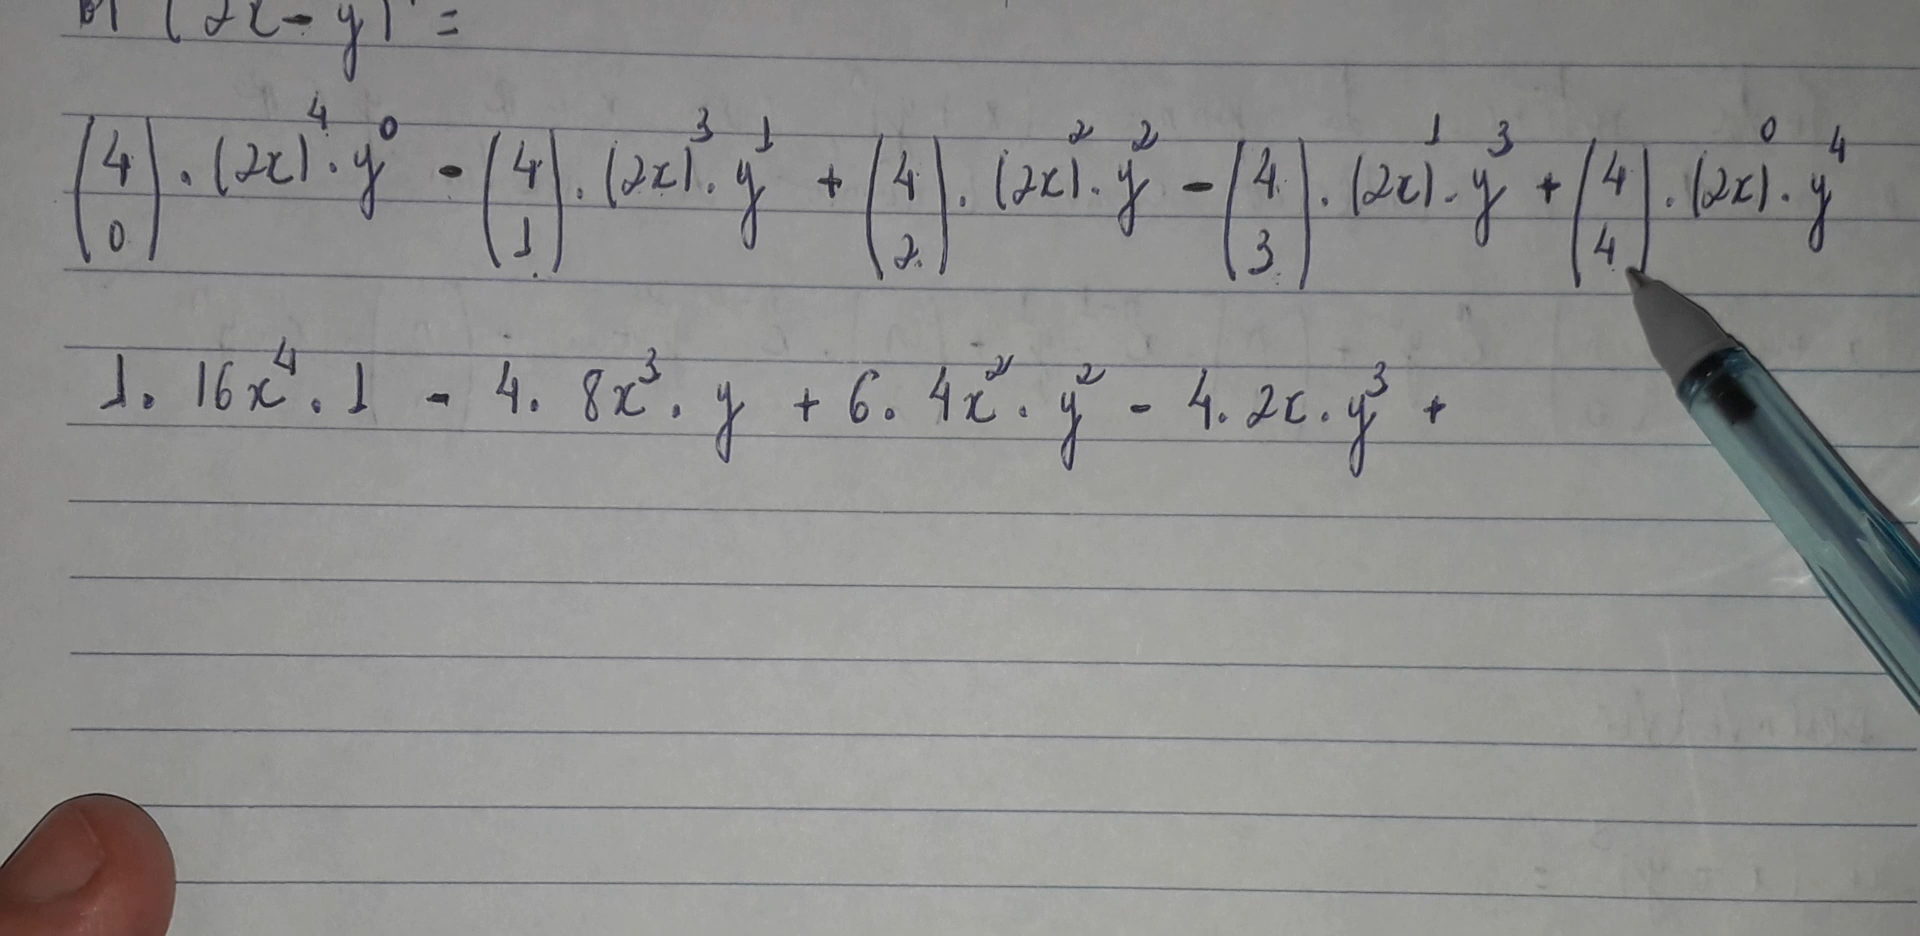 (2x - y) =
(4 0) . (2x)⁴ . y⁰ - (4 1) . (2x)³ . y¹ + (4 2) . (2x)² . y² - (4 3) . (2x)¹ . y³ + (4 4) . (2x)⁰ . y⁴
1 . 16x⁴ . 1 - 4 . 8x³ . y + 6 . 4x² . y² - 4 . 2x . y³ +